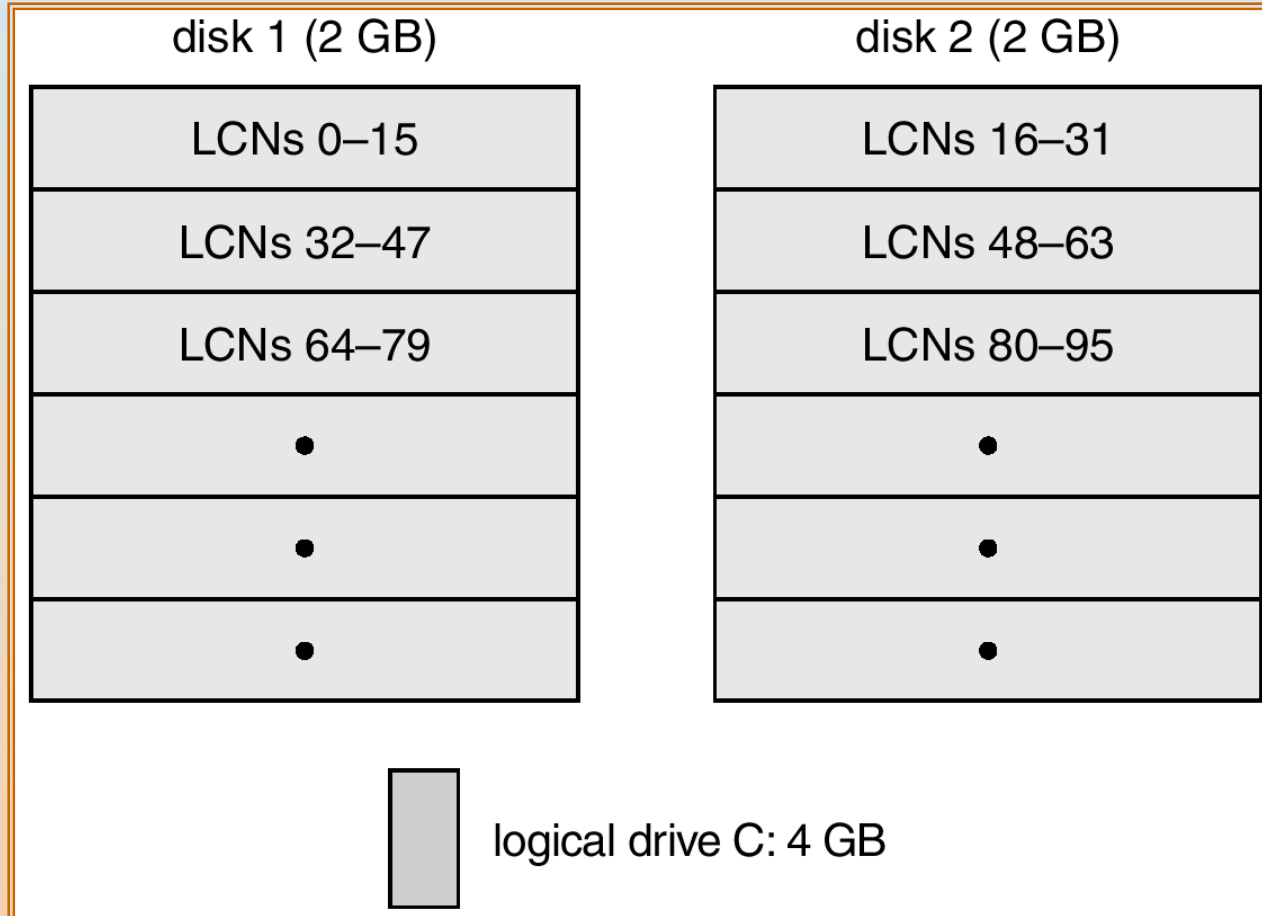 disk 1 (2 GB)
disk 2 (2 GB)
LCNs 0–15
LCNs 16–31
LCNs 32–47
LCNs 48–63
LCNs 64–79
LCNs 80–95
logical drive C: 4 GB